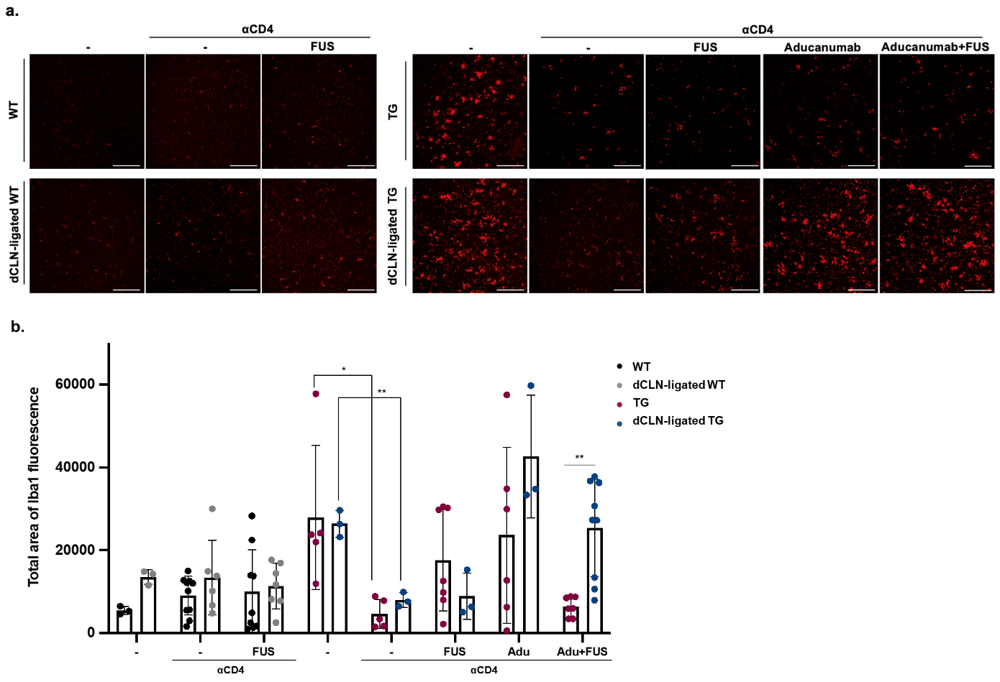 a.
αCD4
αCD4
- - FUS - - FUS Aducanumab Aducanumab+FUS
WT
TG
dCLN-ligated WT
dCLN-ligated TG
b.
Total area of Iba1 fluorescence
60000
40000
20000
0
*
**
**
WT
dCLN-ligated WT
TG
dCLN-ligated TG
- - FUS - - FUS Adu Adu+FUS
αCD4
αCD4